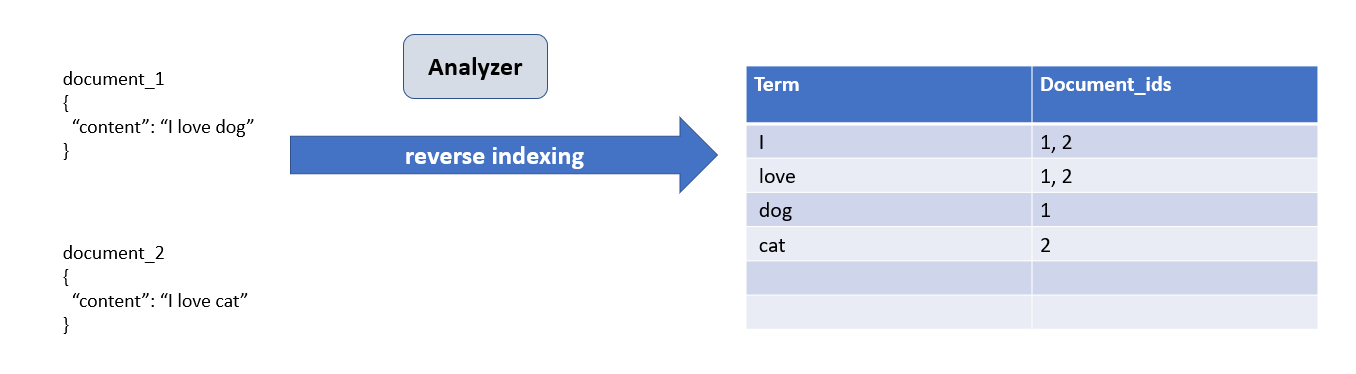 document_1
{
“content”: “I love dog”
}
document_2
{
“content”: “I love cat”
}
Analyzer
reverse indexing
Term Document_ids
I 1, 2
love 1, 2
dog 1
cat 2